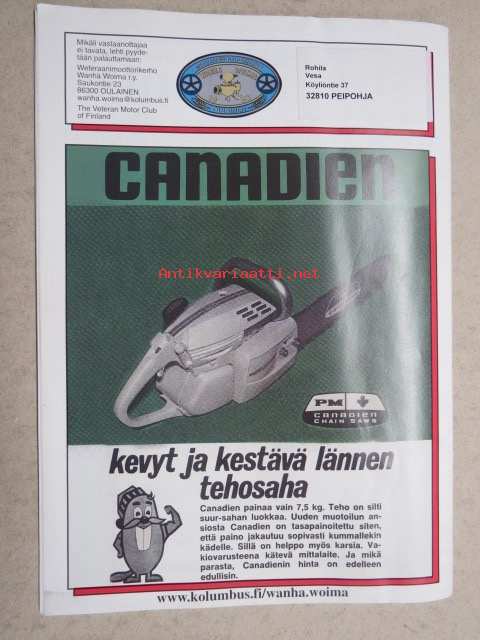 Mikäli vastaanottajaa
ei tavata, lehti pyyde-
tään palauttamaan:
Weteraanimoottorikerho
Wanhä Woima r.y.
Saukontie 23
86300 OULAINEN
wanha.woima@kolumbus.fi
The Veteran Motor Club
of Finland
Rohila
Vesa
Köyliöntie 37
32810 PEIPOHJA
CANADIEN
Antikvariaatti.net
PM
CANADIEN
CHAIN SAWS
kevyt ja kestävä lännen
tehosaha
Canadien painaa vain 7,5 kg. Teho on silti
suur-sahan luokkaa. Uuden muotoilun an-
siosta Canadien on tasapainoitettu siten,
että paino jakautuu sopivasti kummallekin
kädelle. Sillä on helppo myös karsia. Va-
kiovarusteena kätevä mittalaite. Ja mikä
parasta, Canadienin hinta on edelleen
edullisin.
www.kolumbus.fi/wanha.woima